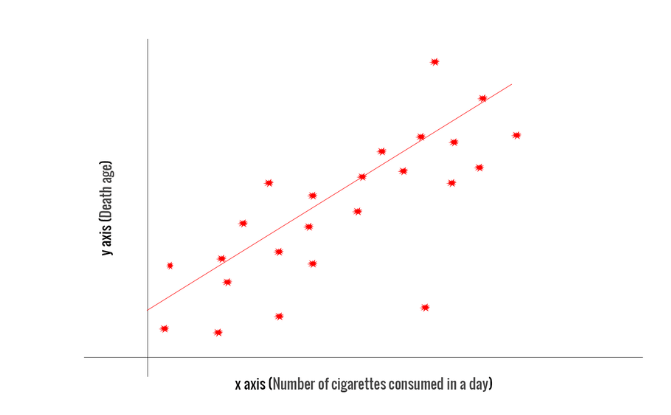 y axis (Death age)
x axis (Number of cigarettes consumed in a day)